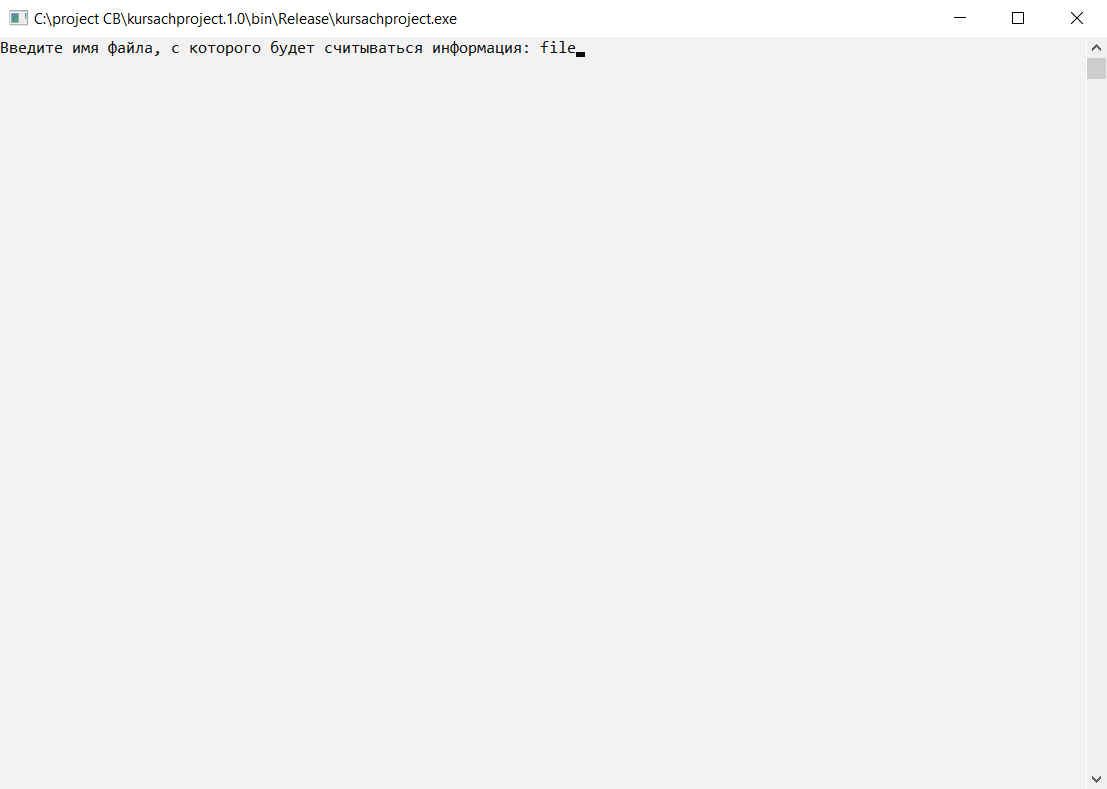 C:\project CB\kursachproject.1.0\bin\Release\kursachproject.exe
Введите имя файла, с которого будет считываться информация: file